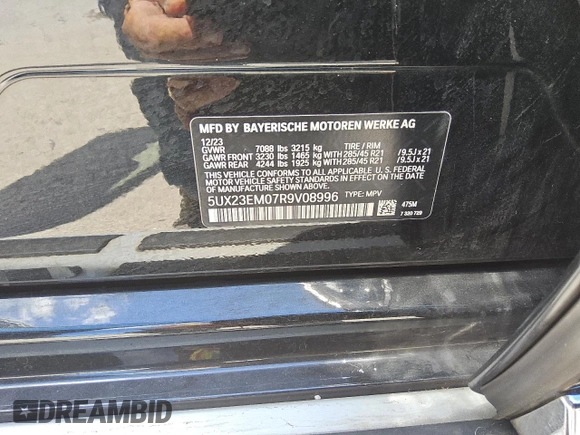 MFD BY BAYERISCHE MOTOREN WERKE AG
12/23
GVWR 7088 lbs 3215 kg TIRE / RIM
GAWR FRONT 3230 lbs 1465 kg WITH 285/45 R21 /9.5J x 21
GAWR REAR 4244 lbs 1925 kg WITH 285/45 R21 /9.5J x 21
THIS VEHICLE CONFORMS TO ALL APPLICABLE U.S. FEDERAL
MOTOR VEHICLE SAFETY STANDARDS IN EFFECT ON THE DATE OF
MANUFACTURE SHOWN ABOVE.
5UX23EM07R9V08996 TYPE: MPV
475M
7 320 729
DREAMBID